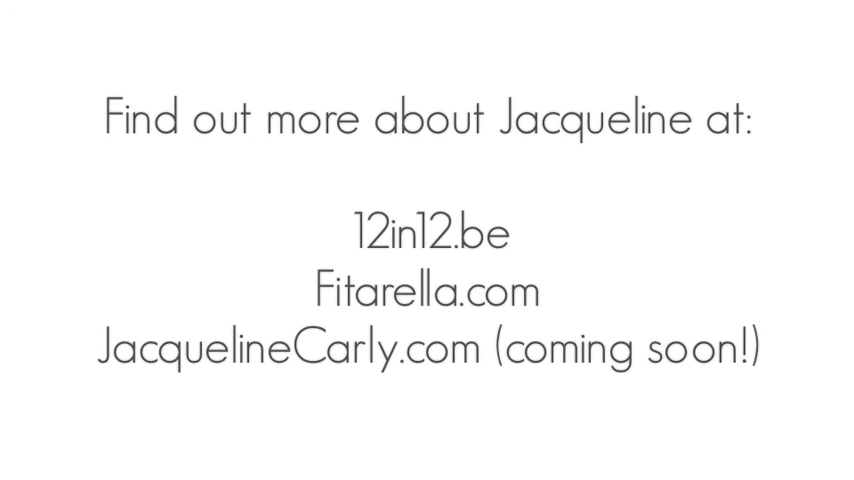 Find out more about Jacqueline at:
12in12.be
Fitarella.com
JacquelineCarly.com (coming soon!)